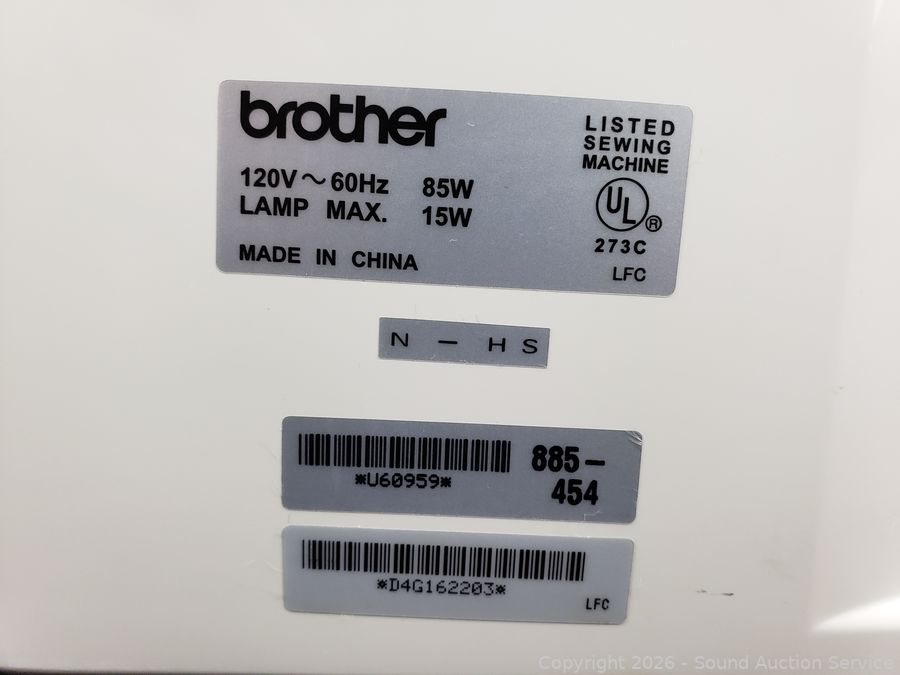 brother
120V ～ 60Hz 85W
LAMP MAX. 15W
MADE IN CHINA
LISTED
SEWING
MACHINE
UL ®
273C
LFC
N — HS
*U60959*
885–
454
*D4G162203*
LFC
Copyright 2026 - Sound Auction Service